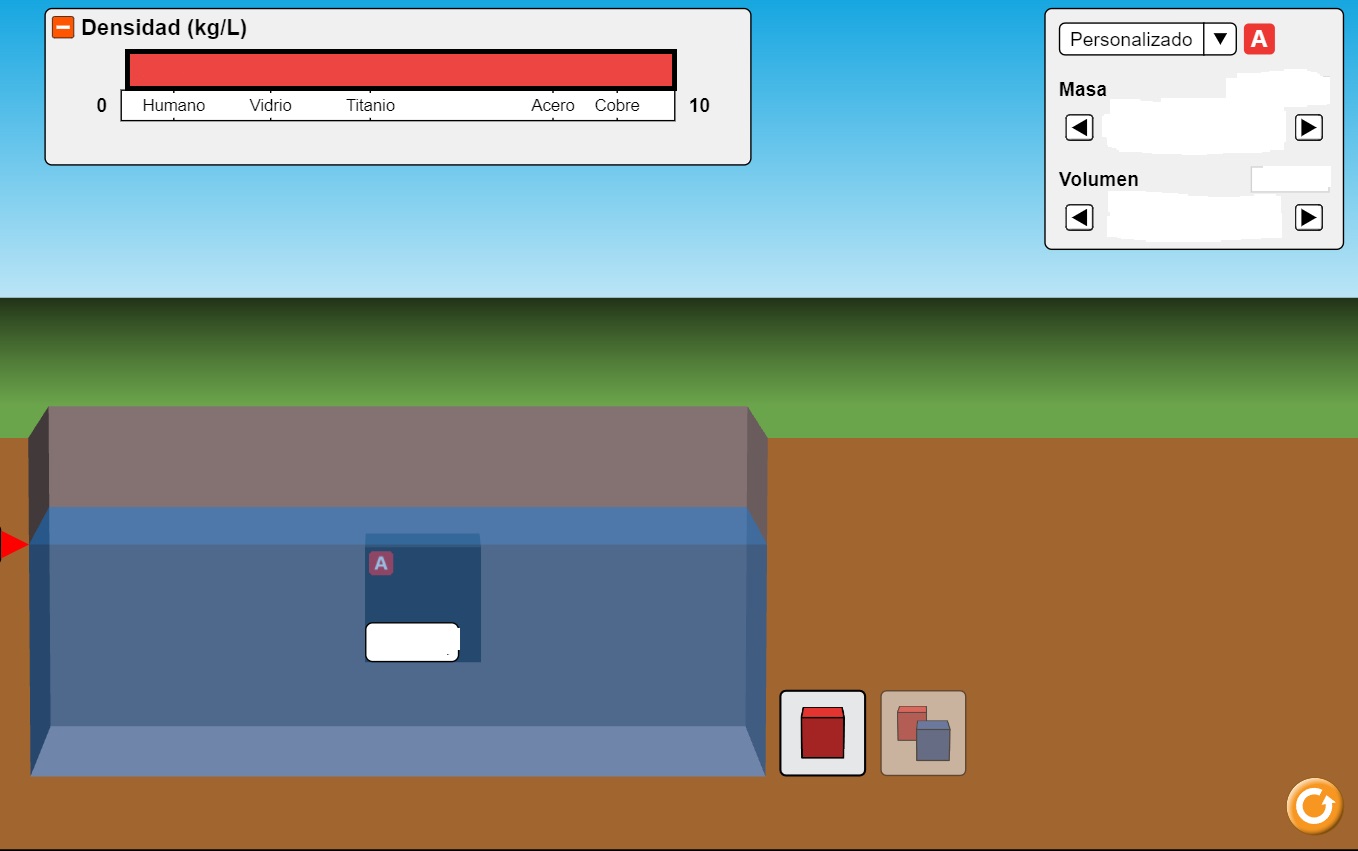 Densidad (kg/L)
0 Humano Vidrio Titanio Acero Cobre 10
Personalizado ▼ A
Masa
Volumen
A